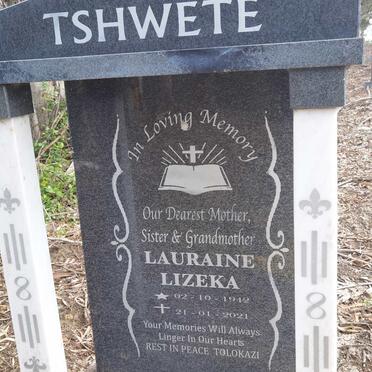 TSHWETE
In Loving Memory
Our Dearest Mother,
Sister & Grandmother
LAURAINE
LIZEKA
02-10-1942
21-01-2021
Your Memories Will Always
Linger In Our Hearts
REST IN PEACE TOLOKAZI